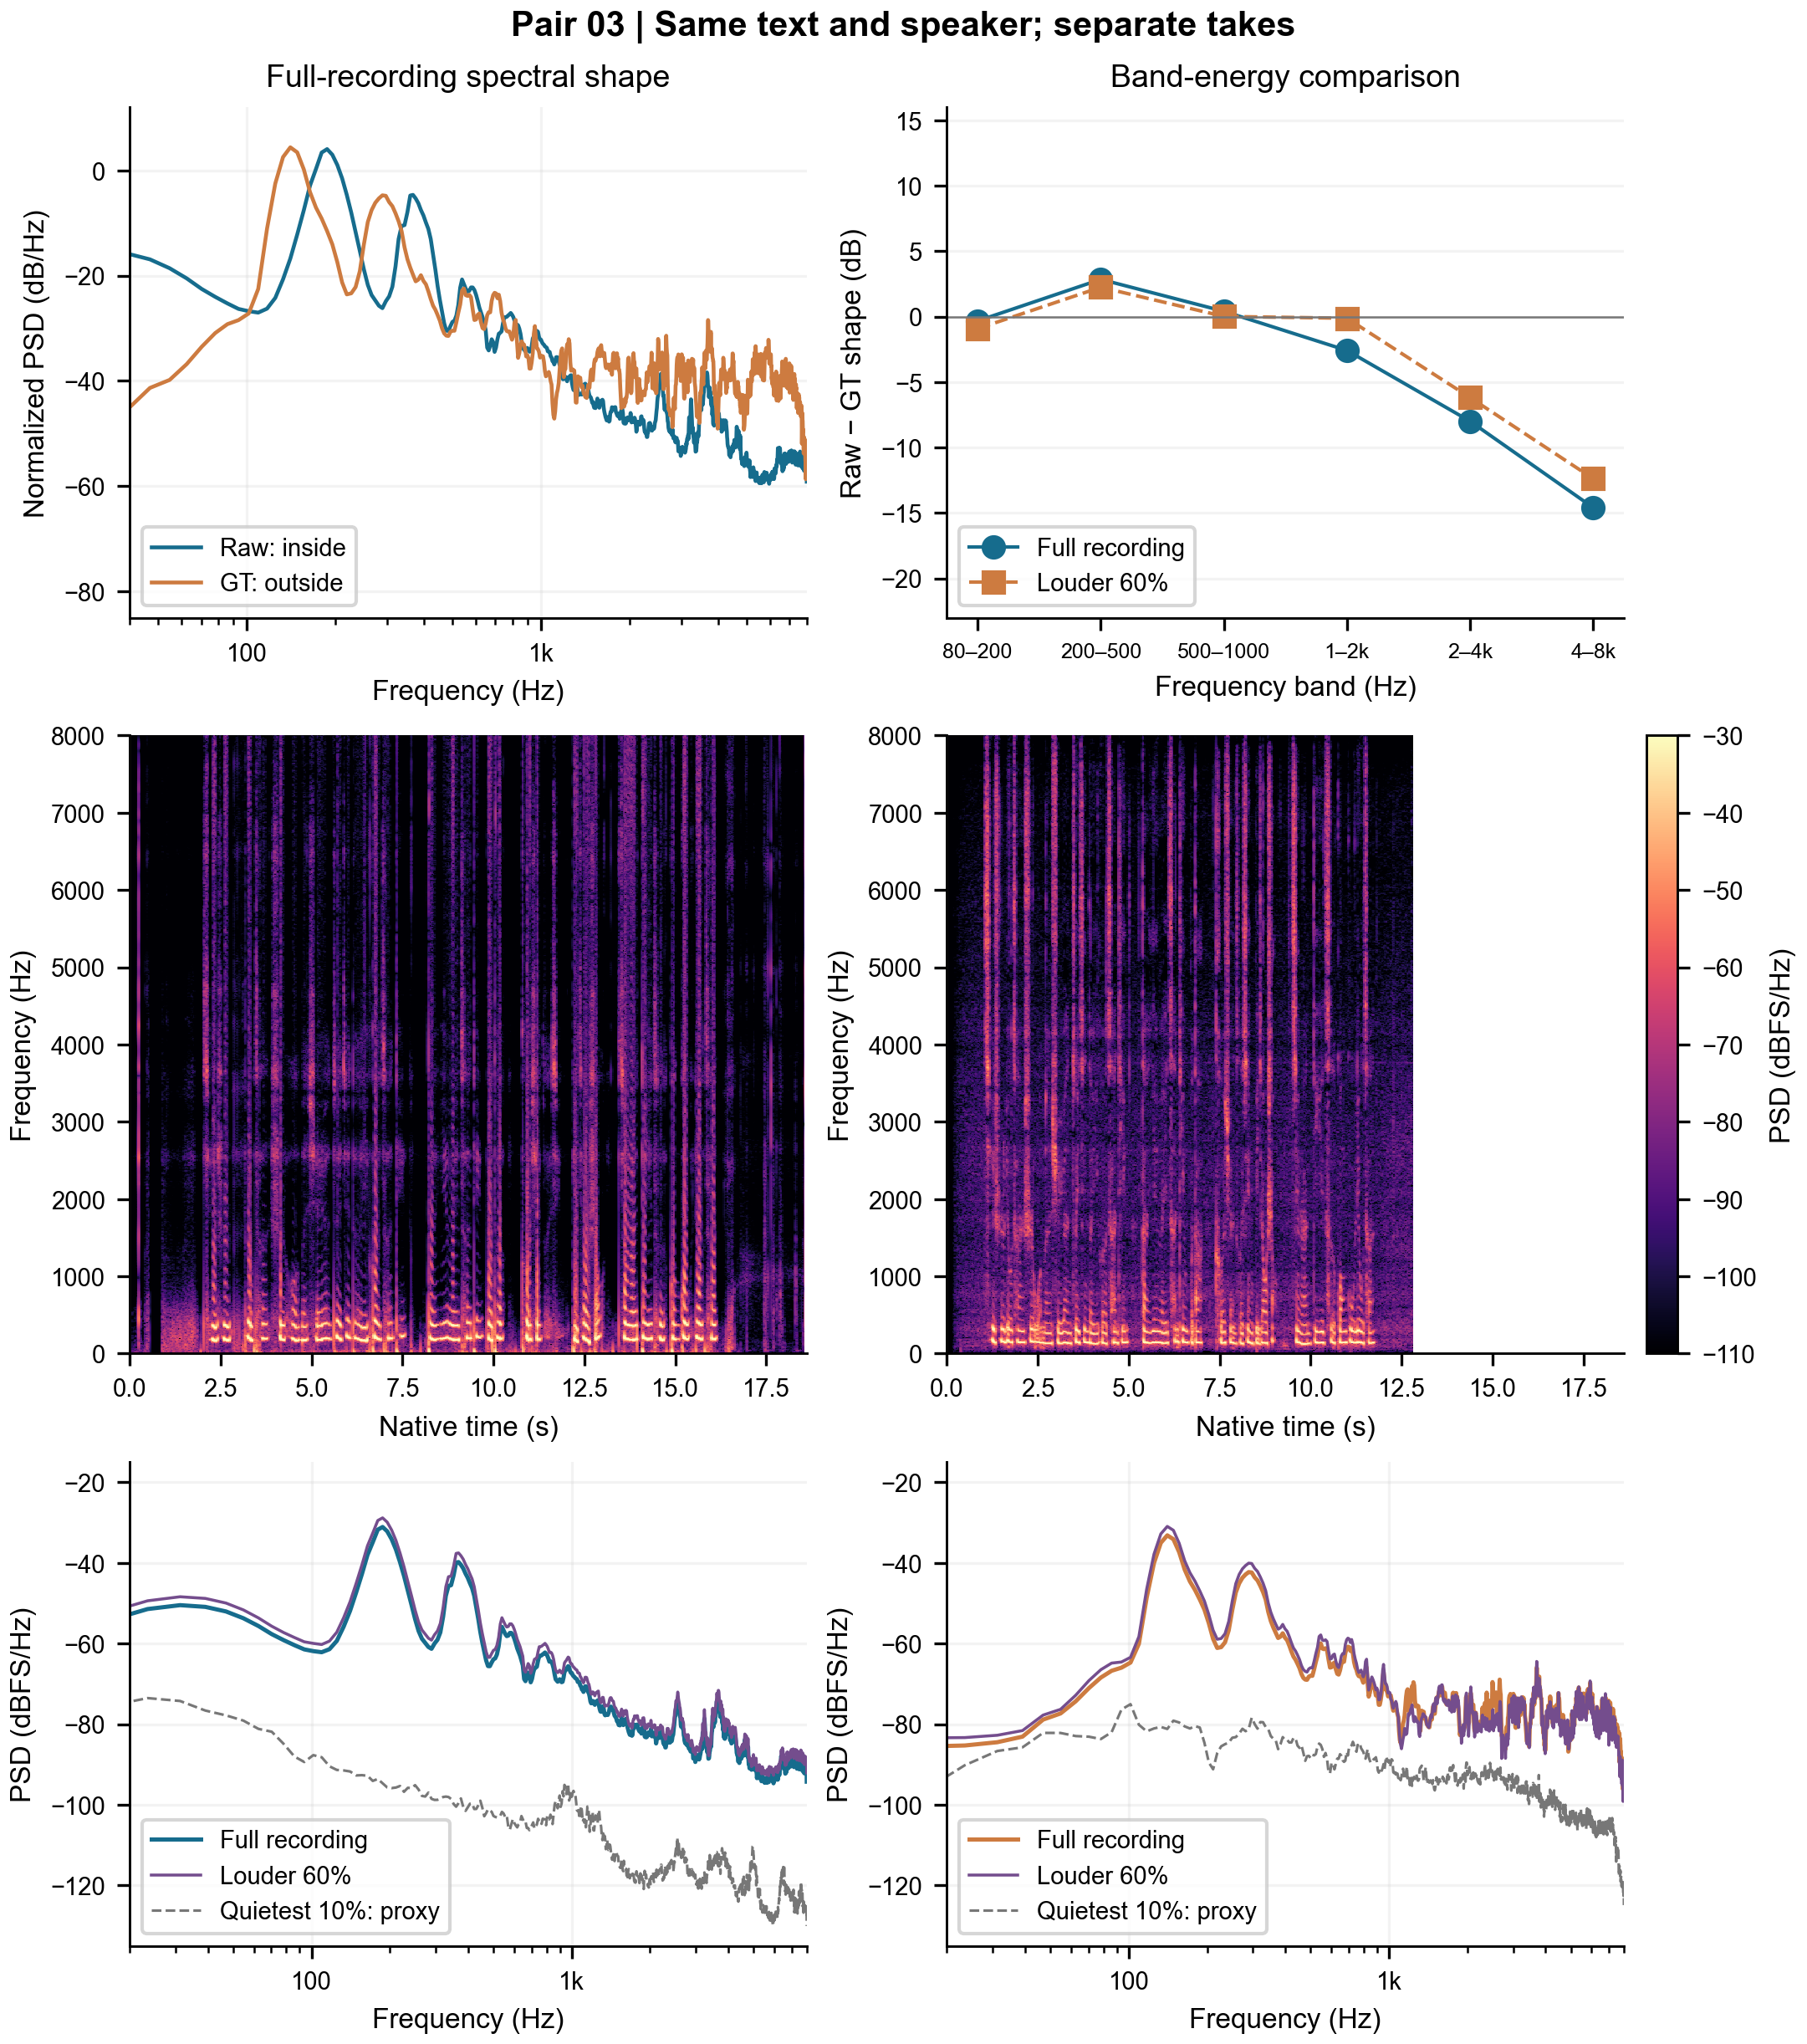 Pair 03 | Same text and speaker; separate takes
Full-recording spectral shape
Normalized PSD (dB/Hz)
0
−20
−40
−60
−80
Raw: inside
GT: outside
100
1k
Frequency (Hz)
Band-energy comparison
Raw − GT shape (dB)
15
10
5
0
−5
−10
−15
−20
Full recording
Louder 60%
80–200
200–500
500–1000
1–2k
2–4k
4–8k
Frequency band (Hz)
Frequency (Hz)
8000
7000
6000
5000
4000
3000
2000
1000
0
0.0
2.5
5.0
7.5
10.0
12.5
15.0
17.5
Native time (s)
Frequency (Hz)
8000
7000
6000
5000
4000
3000
2000
1000
0
0.0
2.5
5.0
7.5
10.0
12.5
15.0
17.5
Native time (s)
−30
−40
−50
−60
−70
−80
−90
−100
−110
PSD (dBFS/Hz)
PSD (dBFS/Hz)
−20
−40
−60
−80
−100
−120
Full recording
Louder 60%
Quietest 10%: proxy
100
1k
Frequency (Hz)
PSD (dBFS/Hz)
−20
−40
−60
−80
−100
−120
Full recording
Louder 60%
Quietest 10%: proxy
100
1k
Frequency (Hz)